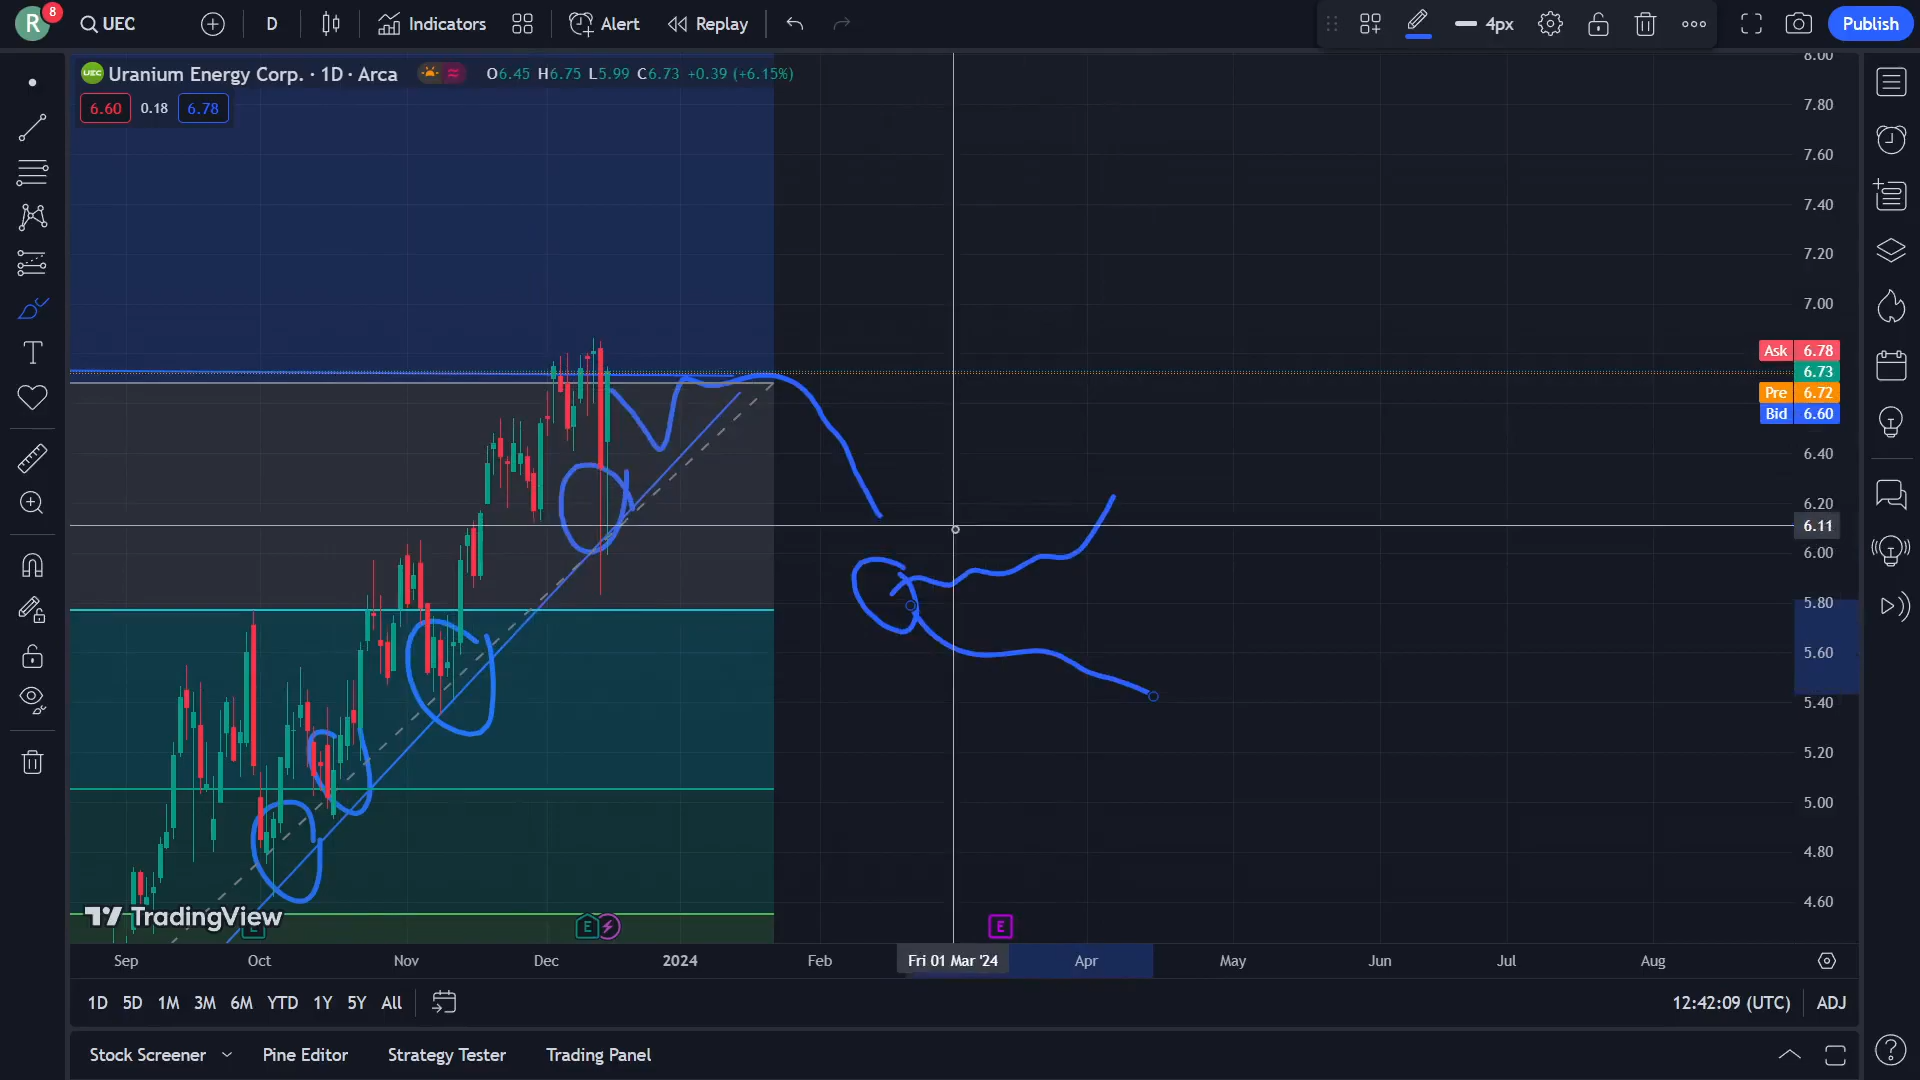 R 8 UEC D Indicators Alert Replay 4px Publish
Uranium Energy Corp. · 1D · Arca O6.45 H6.75 L5.99 C6.73 +0.39 (+6.15%)
6.60 0.18 6.78
8.00
7.80
7.60
7.40
7.20
7.00
Ask 6.78
6.73
Pre 6.72
Bid 6.60
6.40
6.20
6.11
6.00
5.80
5.60
5.40
5.20
5.00
4.80
4.60
TradingView
E E E
Sep Oct Nov Dec 2024 Feb Fri 01 Mar '24 Apr May Jun Jul Aug
1D 5D 1M 3M 6M YTD 1Y 5Y All 12:42:09 (UTC) ADJ
Stock Screener Pine Editor Strategy Tester Trading Panel